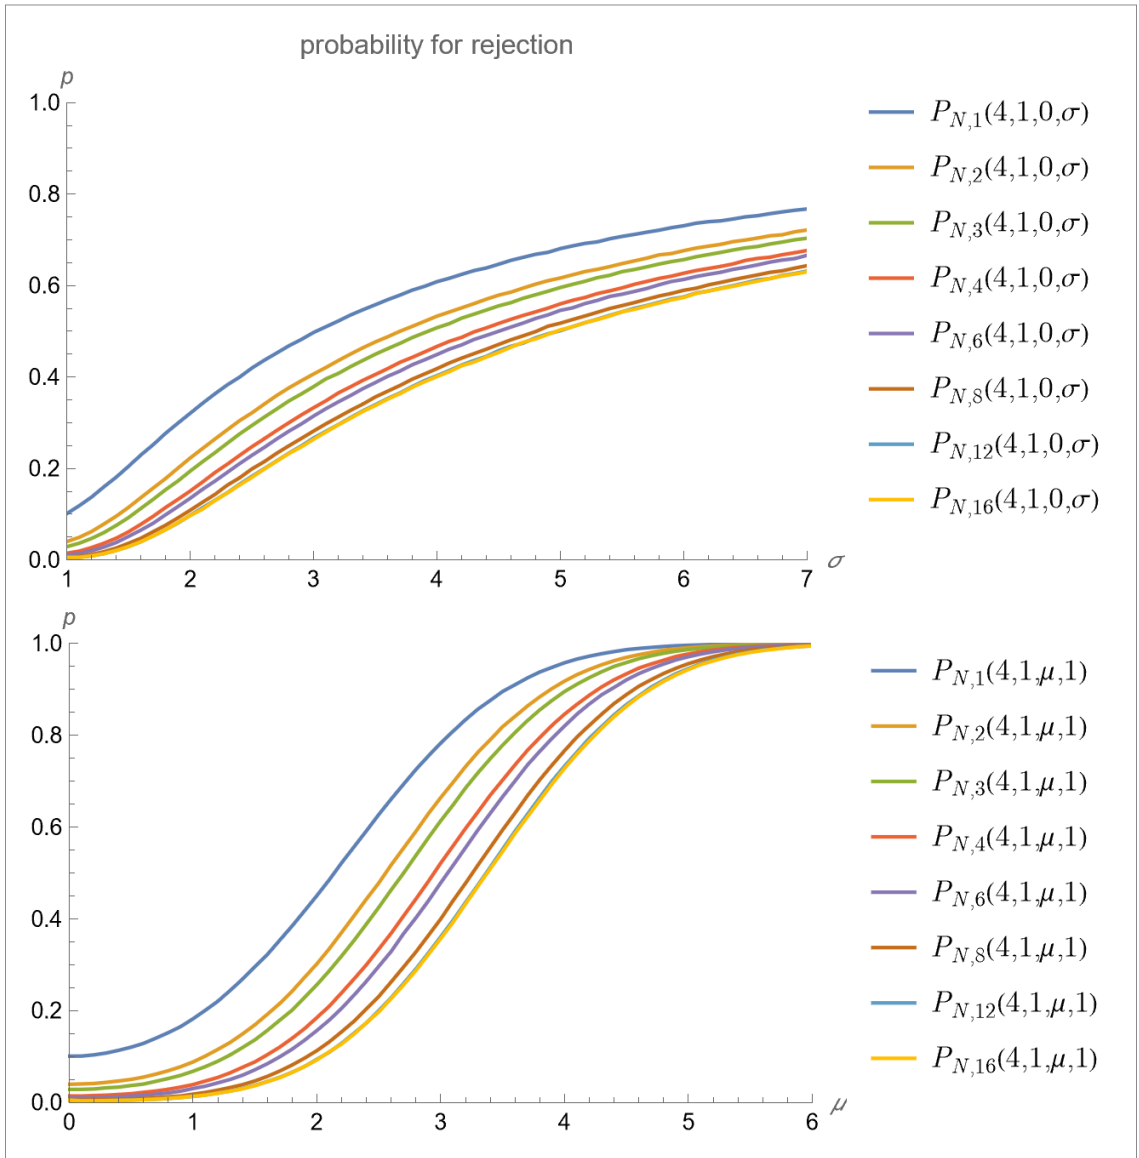 probability for rejection
p
1.0
0.8
0.6
0.4
0.2
0.0
1 2 3 4 5 6 7 σ
P_{N,1}(4,1,0,σ)
P_{N,2}(4,1,0,σ)
P_{N,3}(4,1,0,σ)
P_{N,4}(4,1,0,σ)
P_{N,6}(4,1,0,σ)
P_{N,8}(4,1,0,σ)
P_{N,12}(4,1,0,σ)
P_{N,16}(4,1,0,σ)
p
1.0
0.8
0.6
0.4
0.2
0.0
0 1 2 3 4 5 6 μ
P_{N,1}(4,1,μ,1)
P_{N,2}(4,1,μ,1)
P_{N,3}(4,1,μ,1)
P_{N,4}(4,1,μ,1)
P_{N,6}(4,1,μ,1)
P_{N,8}(4,1,μ,1)
P_{N,12}(4,1,μ,1)
P_{N,16}(4,1,μ,1)